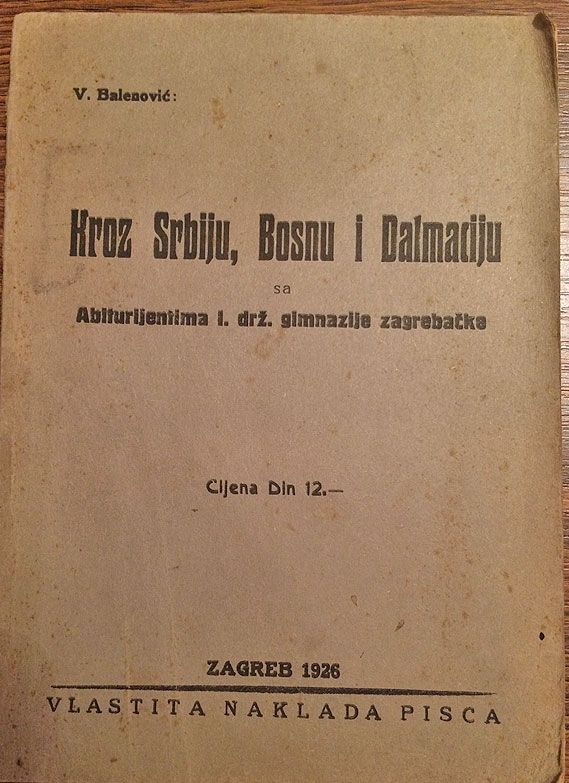 V. Balenović:
Kroz Srbiju, Bosnu i Dalmaciju
sa
Abiturijentima I. drž. gimnazije zagrebačke
Cijena Din 12.—
ZAGREB 1926
VLASTITA NAKLADA PISCA